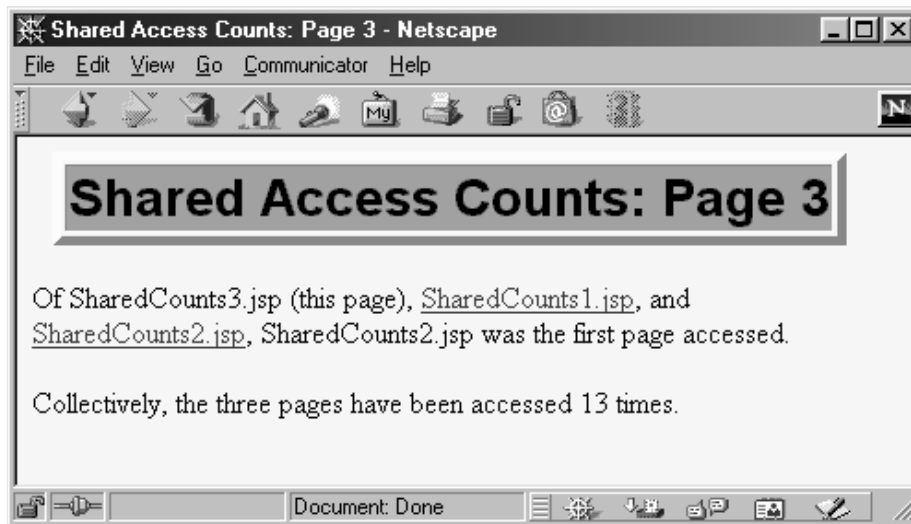 Shared Access Counts: Page 3 - Netscape
File Edit View Go Communicator Help
My
N
Shared Access Counts: Page 3
Of SharedCounts3.jsp (this page), SharedCounts1.jsp, and
SharedCounts2.jsp, SharedCounts2.jsp was the first page accessed.
Collectively, the three pages have been accessed 13 times.
Document: Done